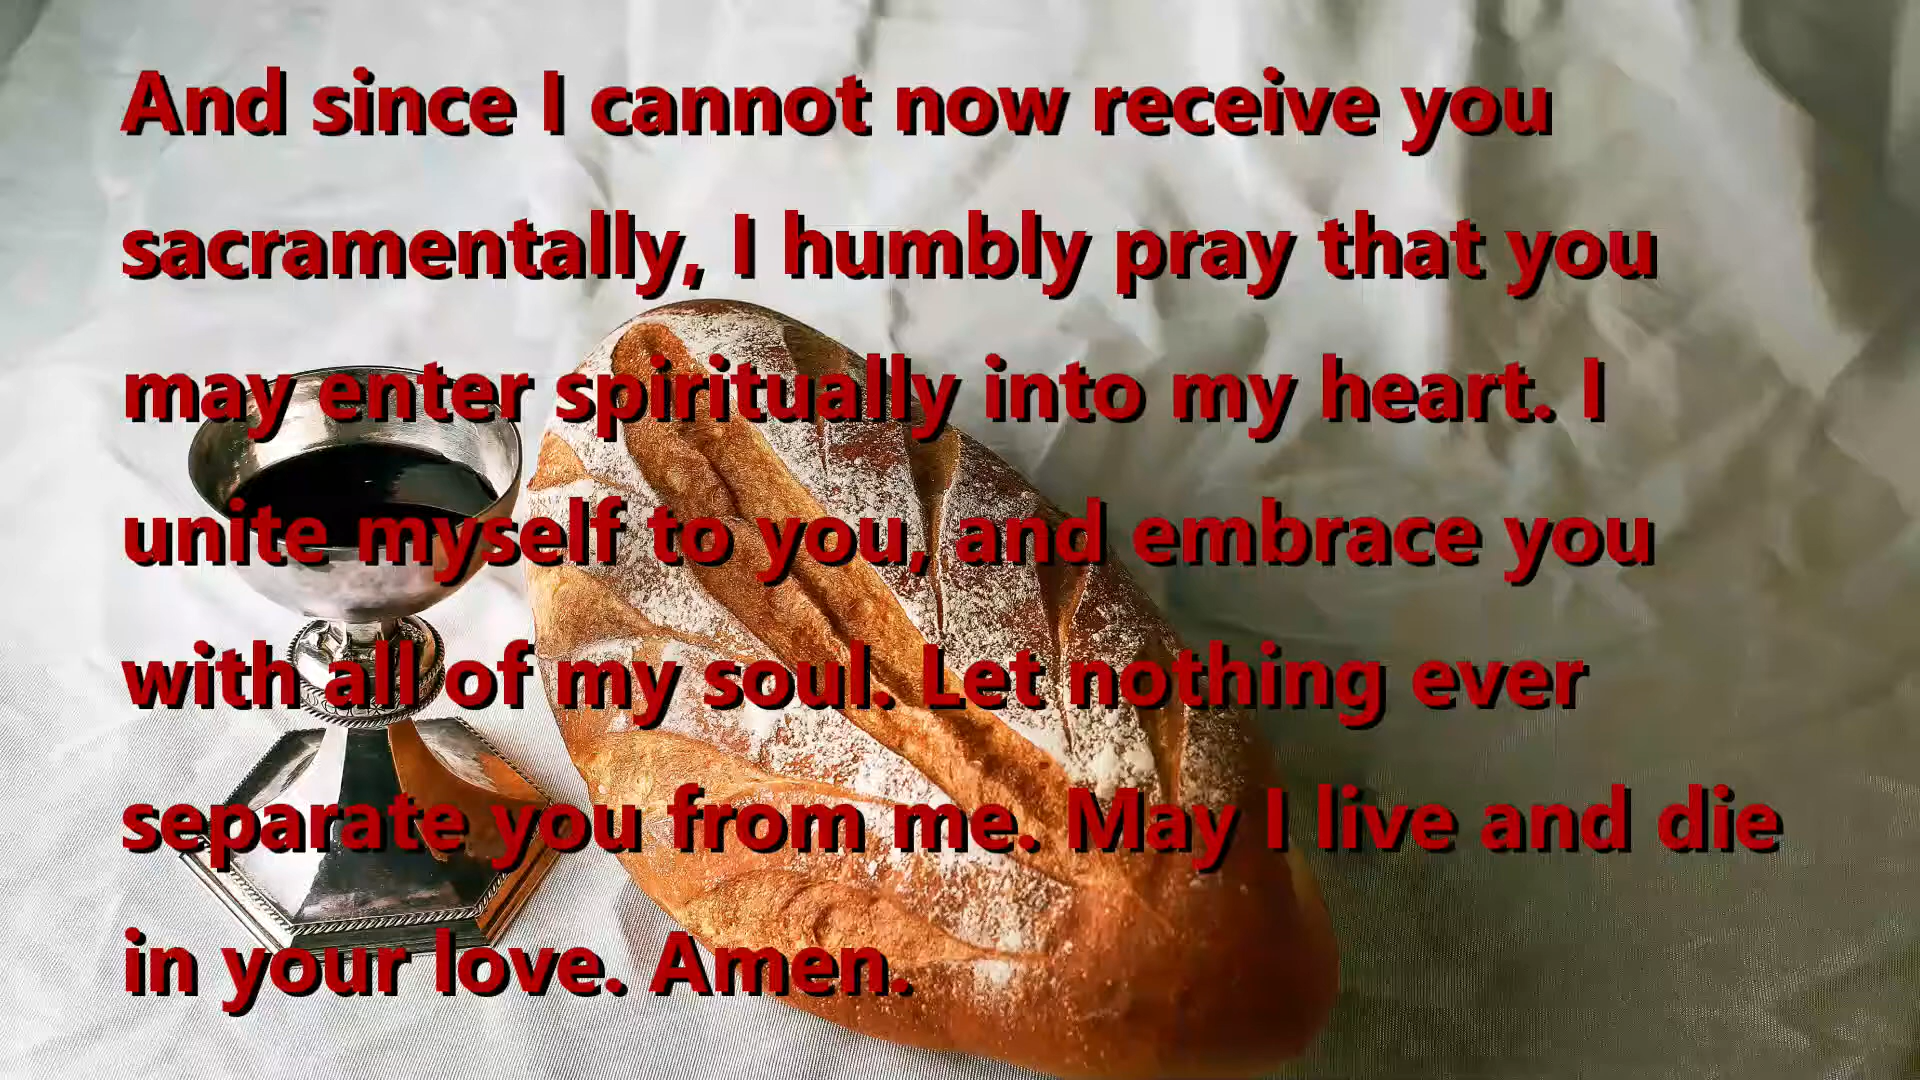 And since I cannot now receive you
sacramentally, I humbly pray that you
may enter spiritually into my heart. I
unite myself to you, and embrace you
with all of my soul. Let nothing ever
separate you from me. May I live and die
in your love. Amen.